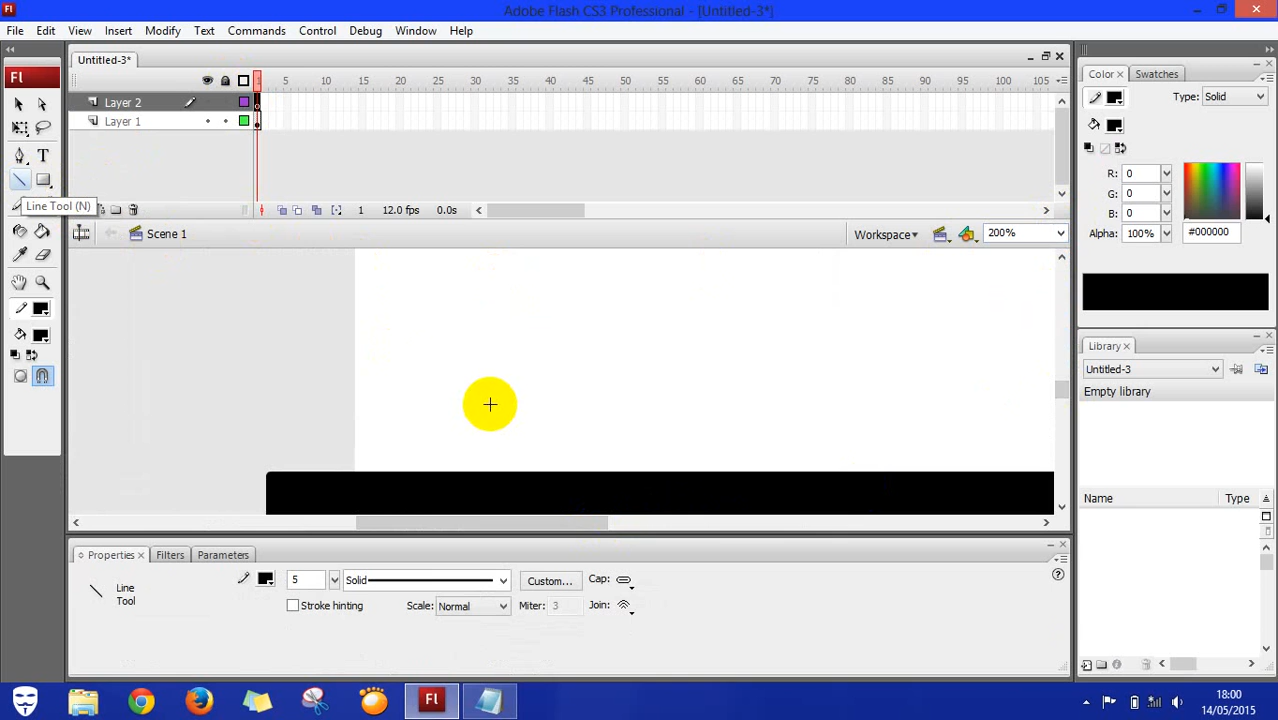 Adobe Flash CS3 Professional - [Untitled-3*]
File Edit View Insert Modify Text Commands Control Debug Window Help
Untitled-3*
Fl
1 5 10 15 20 25 30 35 40 45 50 55 60 65 70 75 80 85 90 95 100 105
Layer 2
Layer 1
Line Tool (N)
1 12.0 fps 0.0s
Scene 1
Workspace
200%
Color Swatches
Type: Solid
R: 0
G: 0
B: 0
Alpha: 100% #000000
Library
Untitled-3
Empty library
Name Type
Properties Filters Parameters
Line
Tool
5 Solid Custom... Cap:
Stroke hinting Scale: Normal Miter: 3 Join:
Fl
18:00
14/05/2015